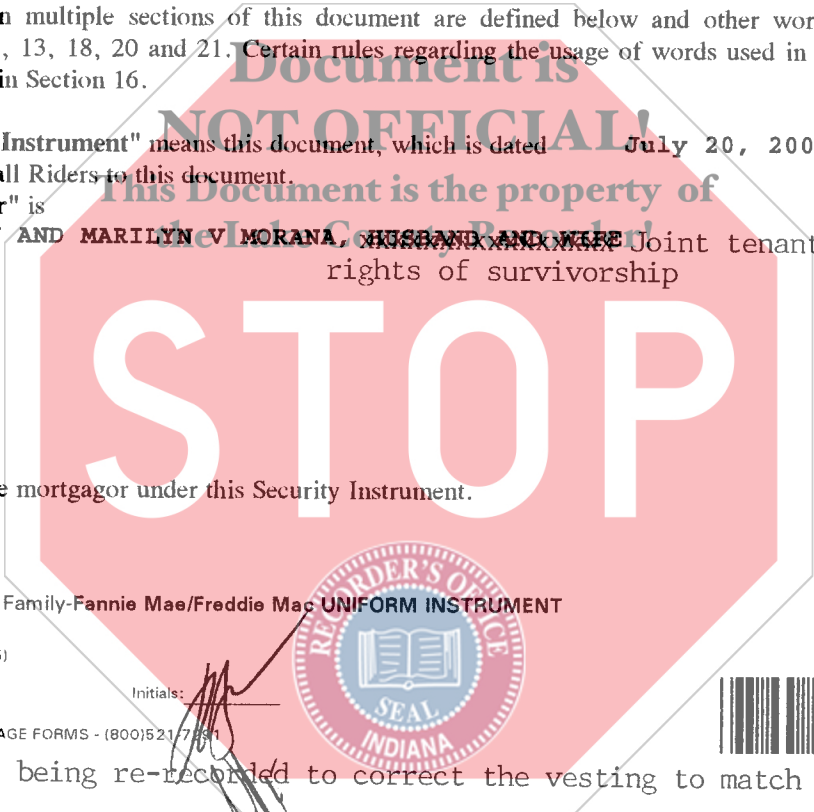 n multiple sections of this document are defined below and other wor
, 13, 18, 20 and 21. Certain rules regarding the usage of words used in
in Section 16.
Document is
NOT OFFICIAL!
This Document is the property of
the Lake County Recorder!
Instrument" means this document, which is dated July 20, 200
all Riders to this document.
r" is
AND MARILYN V MORANA, HUSBAND AND WIFE Joint tenant
rights of survivorship
STOP
e mortgagor under this Security Instrument.
Family-Fannie Mae/Freddie Mac UNIFORM INSTRUMENT
Initials:
AGE FORMS - (800)521-7291
RECORDER'S OFFICE
SEAL
INDIANA
being re-recorded to correct the vesting to match